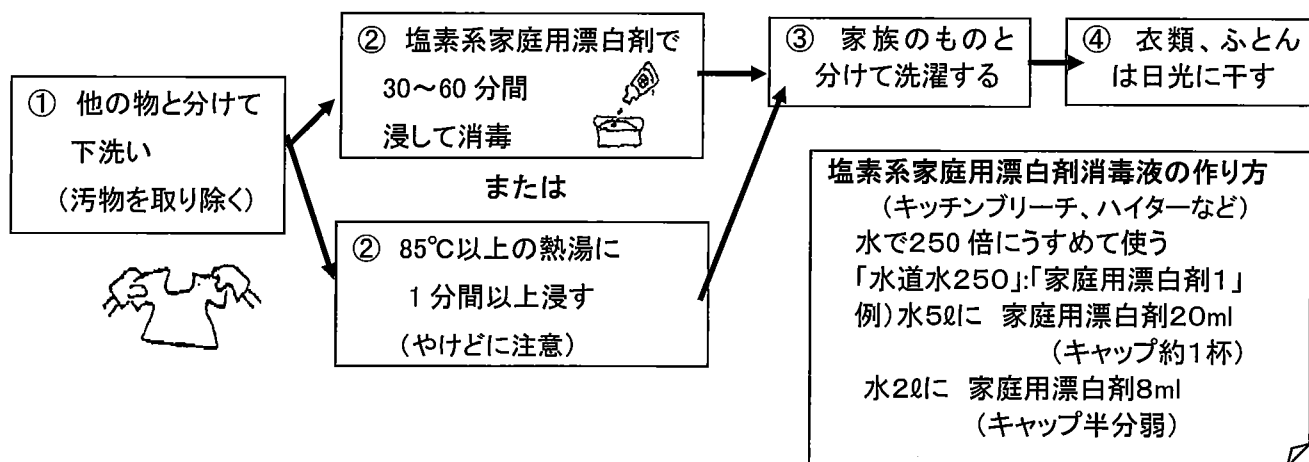 ① 他の物と分けて
下洗い
(汚物を取り除く)
② 塩素系家庭用漂白剤で
30～60 分間
浸して消毒
または
② 85℃以上の熱湯に
1 分間以上浸す
(やけどに注意)
③ 家族のものと
分けて洗濯する
④ 衣類、ふとん
は日光に干す
塩素系家庭用漂白剤消毒液の作り方
(キッチンブリーチ、ハイターなど)
水で250 倍にうすめて使う
「水道水250」:「家庭用漂白剤1」
例)水5ℓに 家庭用漂白剤20ml
(キャップ約1杯)
水2ℓに 家庭用漂白剤8ml
(キャップ半分弱)